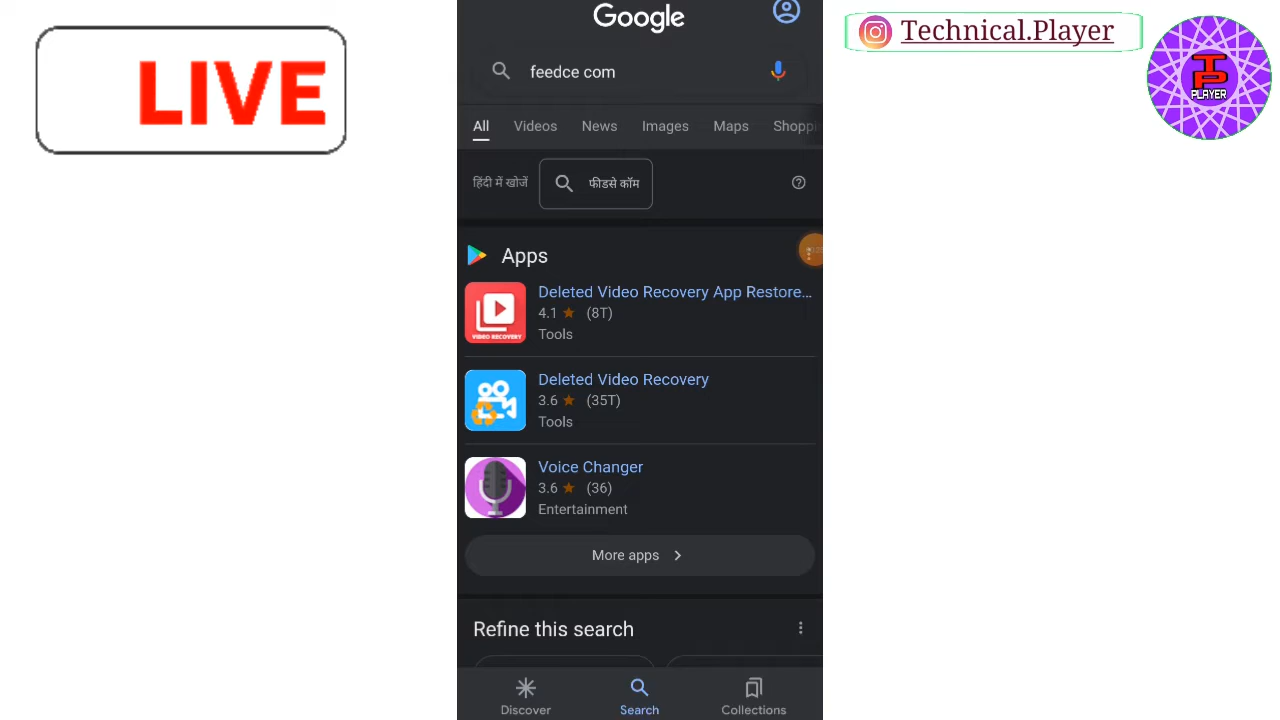 LIVE
Google
Technical.Player
T
PLAYER
feedce com
All Videos News Images Maps Shoppi
हिंदी में खोजें फीडसे कॉम
Apps
Deleted Video Recovery App Restore...
4.1 ★ (8T)
Tools
VIDEO RECOVERY
Deleted Video Recovery
3.6 ★ (35T)
Tools
Voice Changer
3.6 ★ (36)
Entertainment
More apps
Refine this search
Discover Search Collections